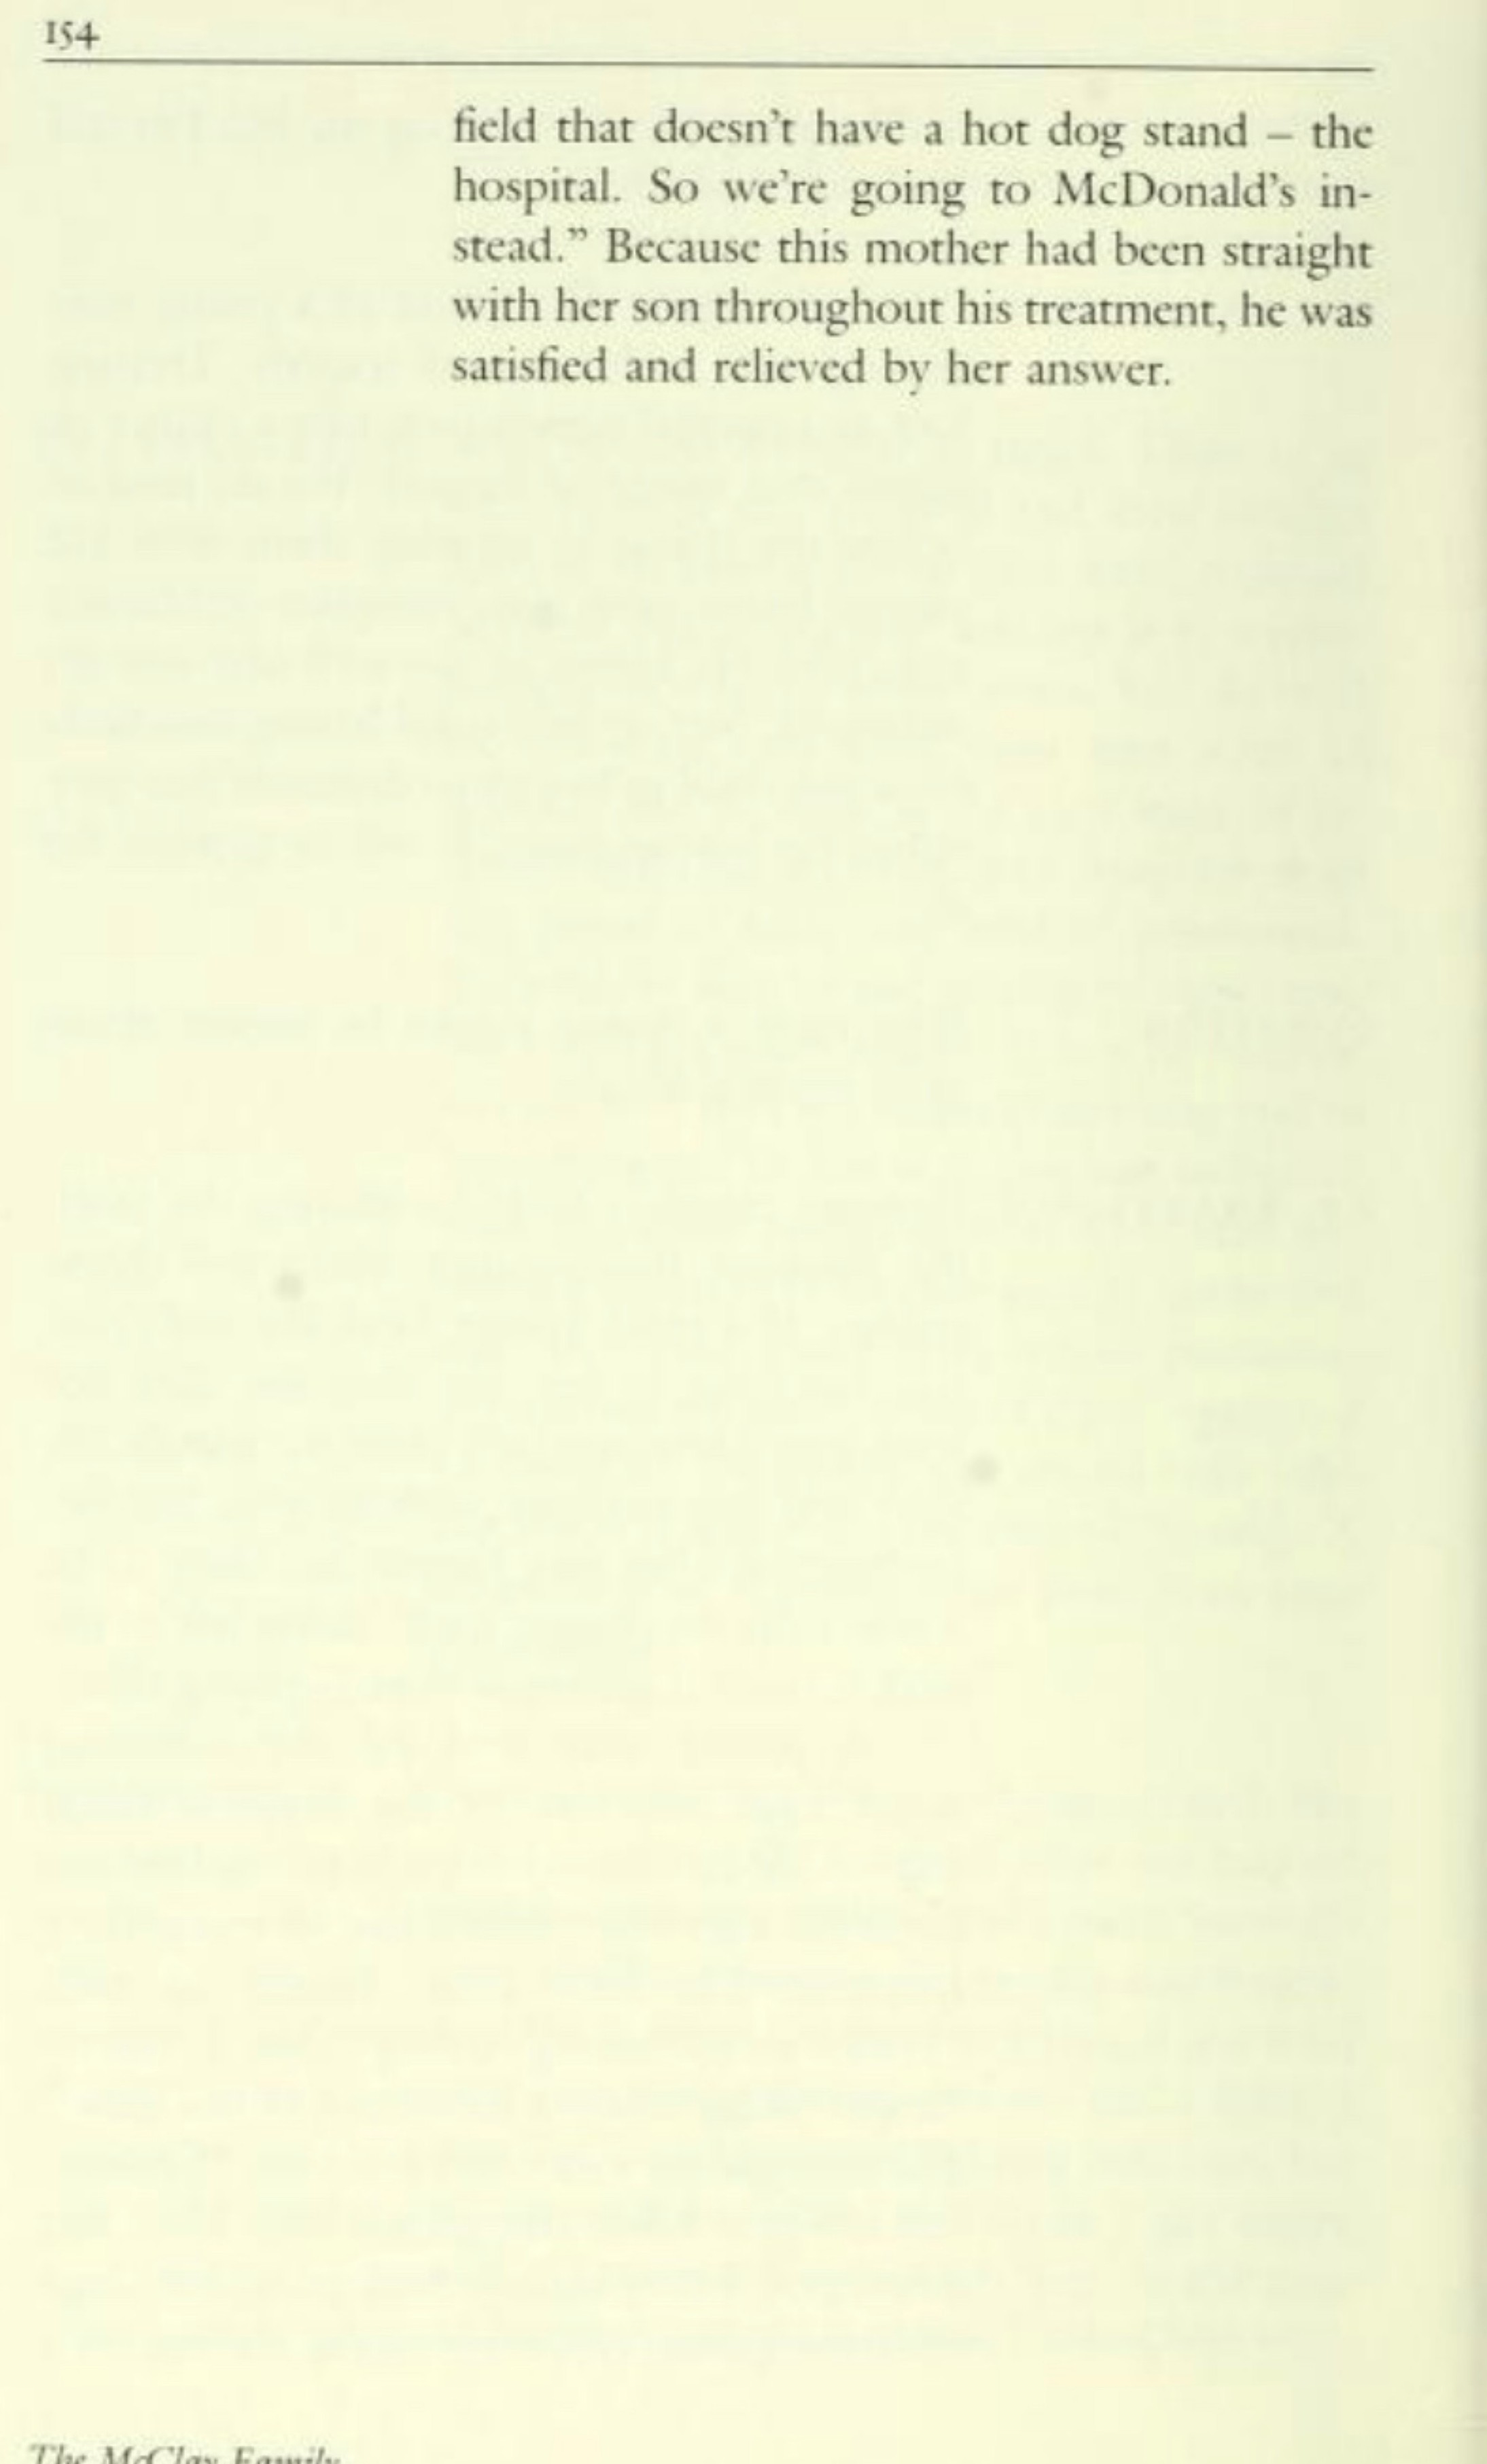 154
field that doesn't have a hot dog stand – the
hospital. So we're going to McDonald's in-
stead.” Because this mother had been straight
with her son throughout his treatment, he was
satisfied and relieved by her answer.
The McClay Family